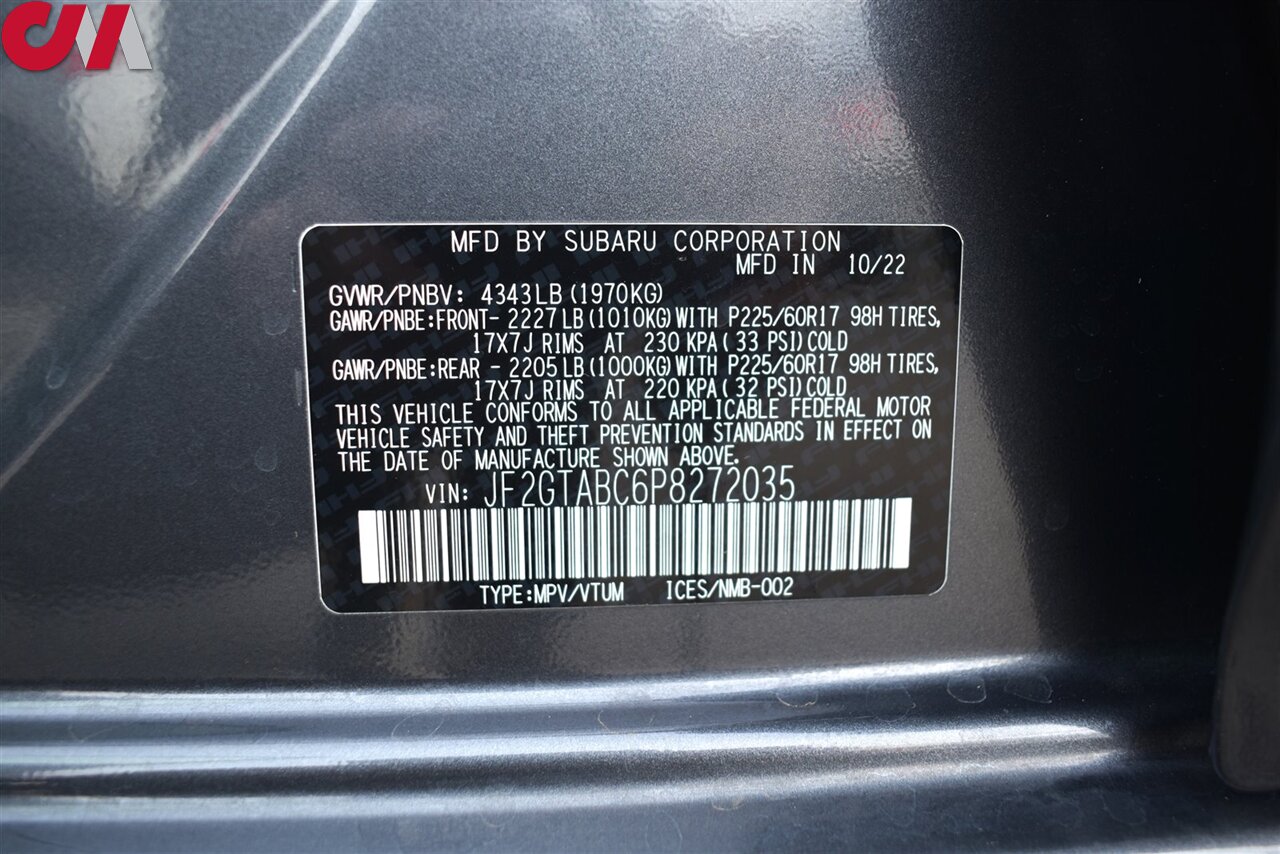 CM
MFD BY SUBARU CORPORATION
MFD IN 10/22
GVWR/PNBV: 4343LB (1970KG)
GAWR/PNBE:FRONT- 2227LB (1010KG) WITH P225/60R17 98H TIRES,
17X7J RIMS AT 230 KPA( 33 PSI) COLD
GAWR/PNBE:REAR - 2205LB (1000KG) WITH P225/60R17 98H TIRES,
17X7J RIMS AT 220 KPA( 32 PSI) COLD
THIS VEHICLE CONFORMS TO ALL APPLICABLE FEDERAL MOTOR
VEHICLE SAFETY AND THEFT PREVENTION STANDARDS IN EFFECT ON
THE DATE OF MANUFACTURE SHOWN ABOVE.
VIN: JF2GTABC6P8272035
TYPE:MPV/VTUM ICES/NMB-002